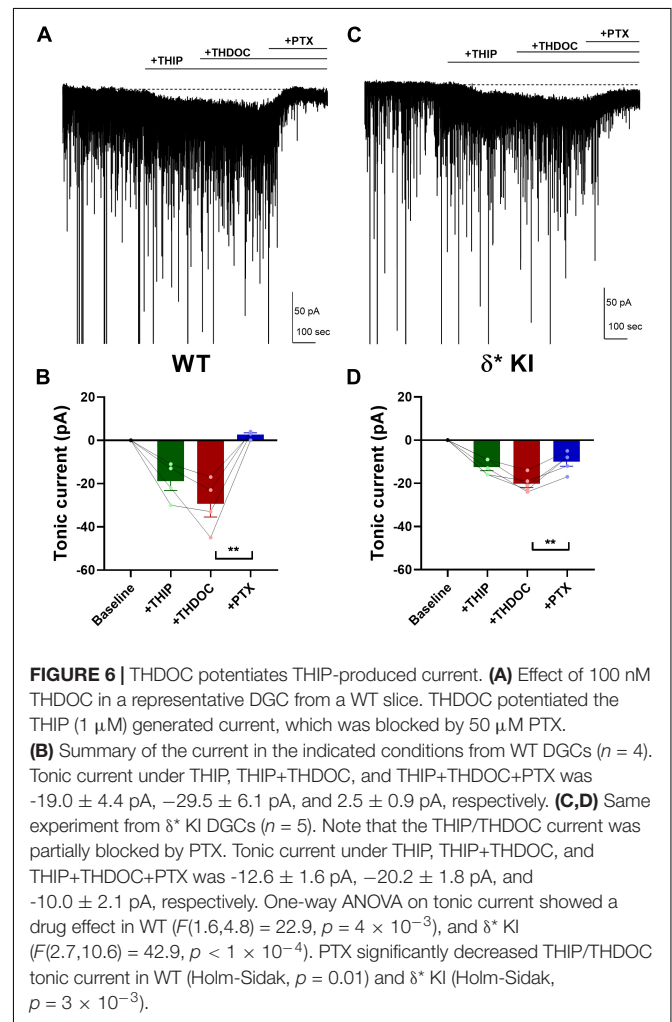 A
+PTX
+THDOC
+THIP
50 pA
100 sec
WT
C
+PTX
+THDOC
+THIP
50 pA
100 sec
δ* KI
B
Tonic current (pA)
20
0
-20
-40
-60
**
Baseline
+THIP
+THDOC
+PTX
D
Tonic current (pA)
20
0
-20
-40
-60
**
Baseline
+THIP
+THDOC
+PTX
FIGURE 6 | THDOC potentiates THIP-produced current. (A) Effect of 100 nM
THDOC in a representative DGC from a WT slice. THDOC potentiated the
THIP (1 μM) generated current, which was blocked by 50 μM PTX.
(B) Summary of the current in the indicated conditions from WT DGCs (n = 4).
Tonic current under THIP, THIP+THDOC, and THIP+THDOC+PTX was
-19.0 ± 4.4 pA, −29.5 ± 6.1 pA, and 2.5 ± 0.9 pA, respectively. (C,D) Same
experiment from δ* KI DGCs (n = 5). Note that the THIP/THDOC current was
partially blocked by PTX. Tonic current under THIP, THIP+THDOC, and
THIP+THDOC+PTX was -12.6 ± 1.6 pA, −20.2 ± 1.8 pA, and
-10.0 ± 2.1 pA, respectively. One-way ANOVA on tonic current showed a
drug effect in WT (F(1.6,4.8) = 22.9, p = 4 × 10⁻³), and δ* KI
(F(2.7,10.6) = 42.9, p < 1 × 10⁻⁴). PTX significantly decreased THIP/THDOC
tonic current in WT (Holm-Sidak, p = 0.01) and δ* KI (Holm-Sidak,
p = 3 × 10⁻³).